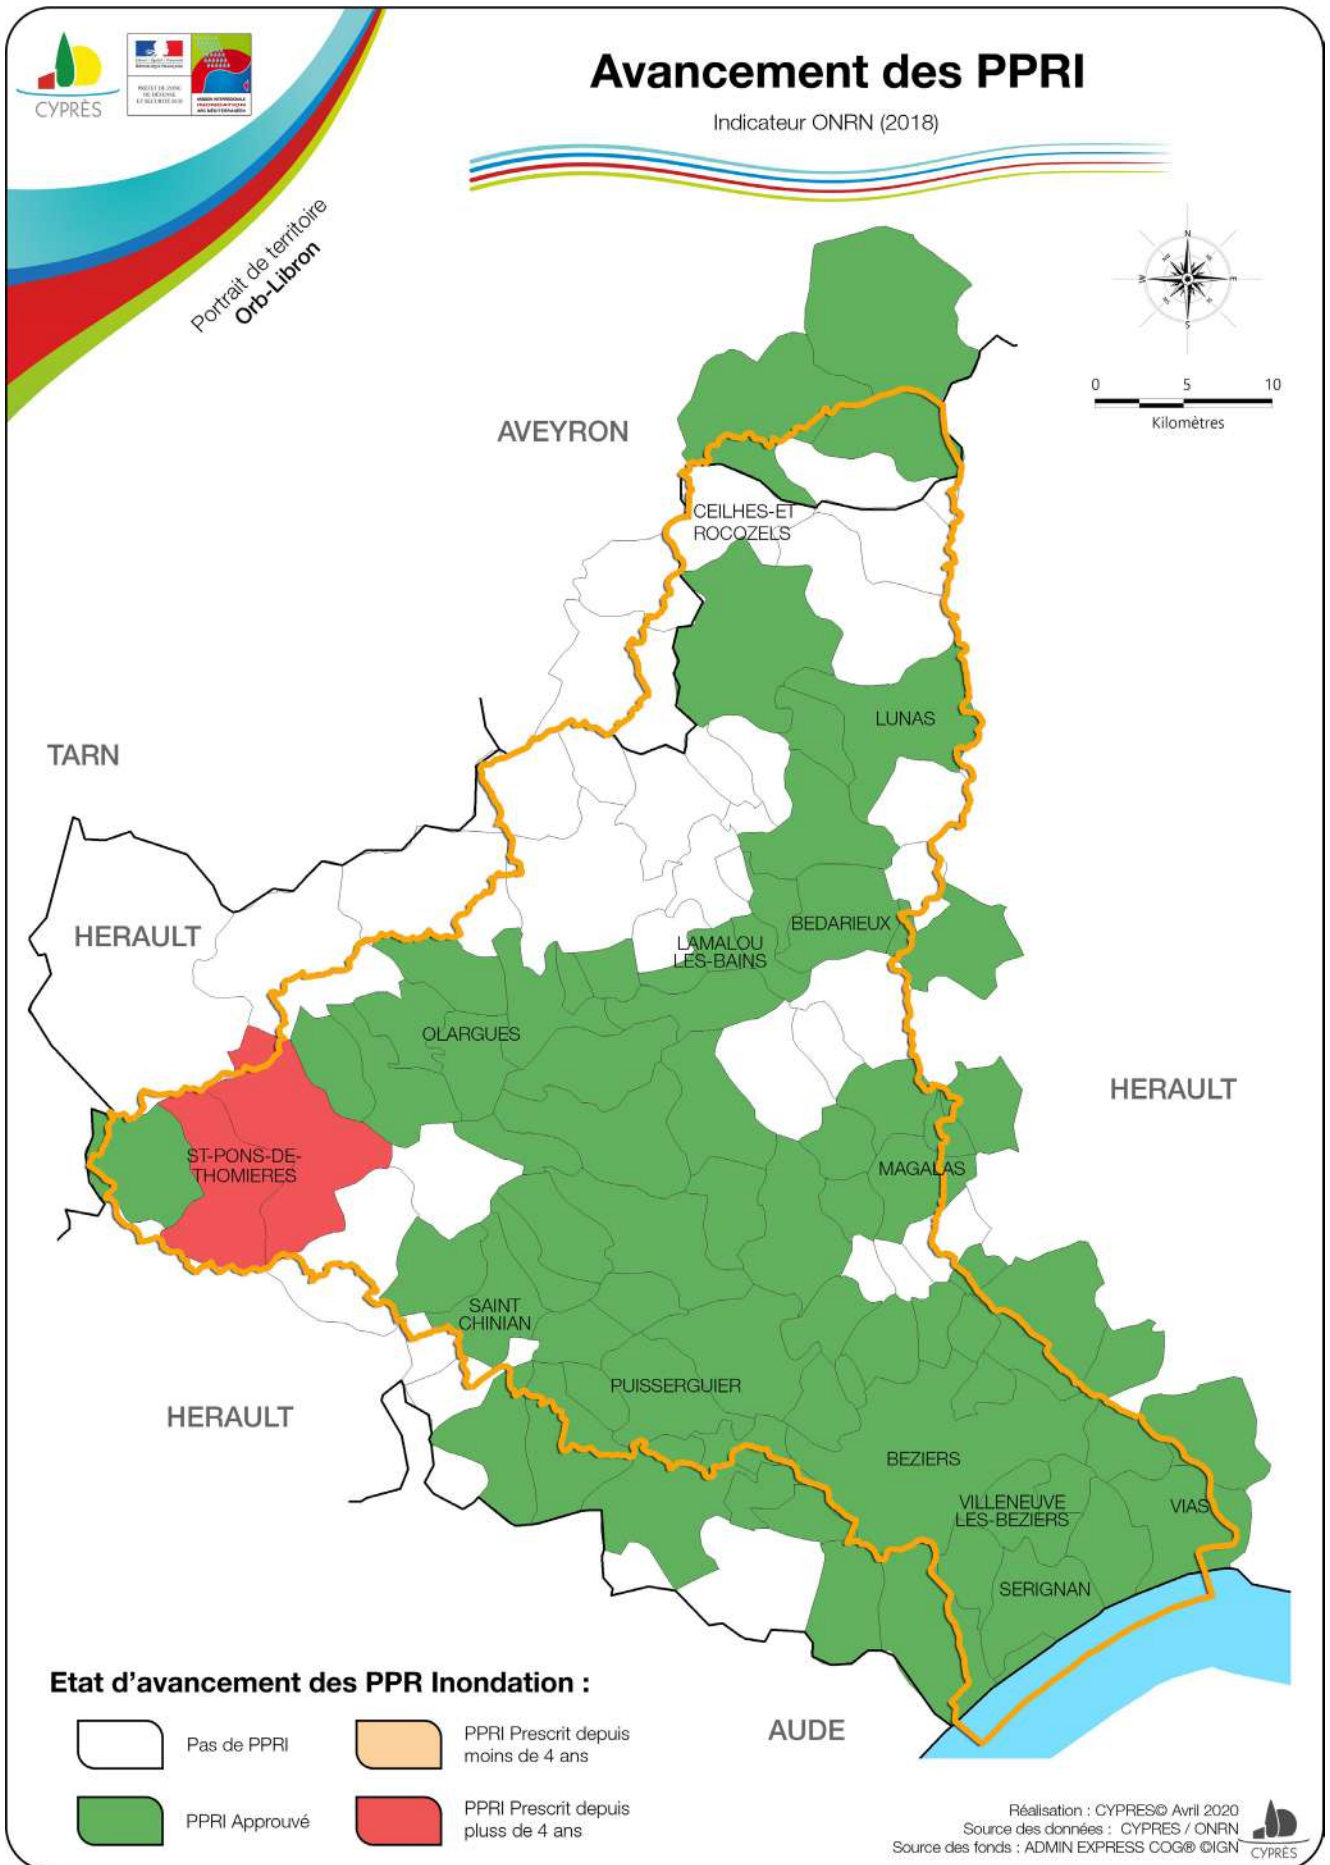 CYPRÈS
Avancement des PPRI
Indicateur ONRN (2018)
Portrait de territoire
Orb-Libron
N
E
S
W
0 5 10
Kilomètres
AVEYRON
CEILHES-ET
ROCOZELS
LUNAS
TARN
HERAULT
BEDARIEUX
LAMALOU
LES-BAINS
OLARGUES
HERAULT
ST-PONS-DE-
THOMIERES
MAGALAS
SAINT
CHINIAN
PUISSERGUIER
HERAULT
BEZIERS
VILLENEUVE
LES-BEZIERS
VIAS
SERIGNAN
AUDE
Etat d'avancement des PPR Inondation :
Pas de PPRI
PPRI Prescrit depuis
moins de 4 ans
PPRI Approuvé
PPRI Prescrit depuis
pluss de 4 ans
Réalisation : CYPRES© Avril 2020
Source des données : CYPRES / ONRN
Source des fonds : ADMIN EXPRESS COG® ©IGN
CYPRÈS